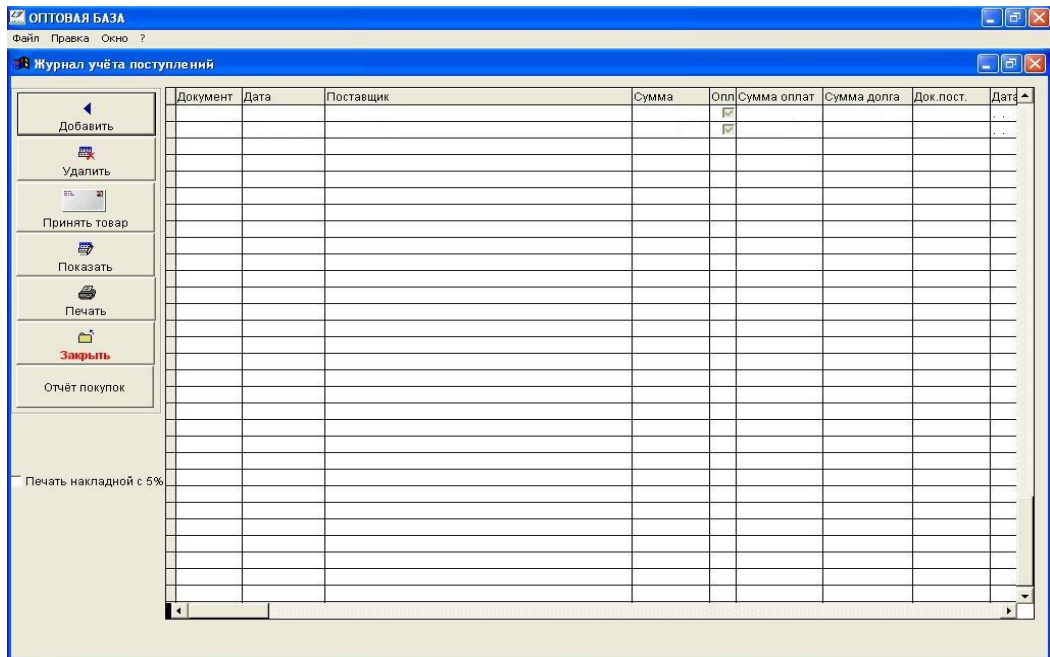 ОПТОВАЯ БАЗА
Файл Правка Окно ?
Журнал учёта поступлений
Документ Дата Поставщик Сумма Опл Сумма оплат Сумма долга Док.пост. Дата
Добавить
Удалить
Принять товар
Показать
Печать
Закрыть
Отчёт покупок
Печать накладной с 5%